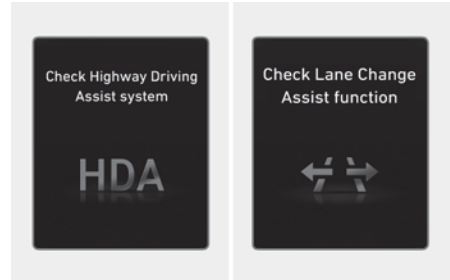 Check Highway Driving
Assist system
HDA
Check Lane Change
Assist function